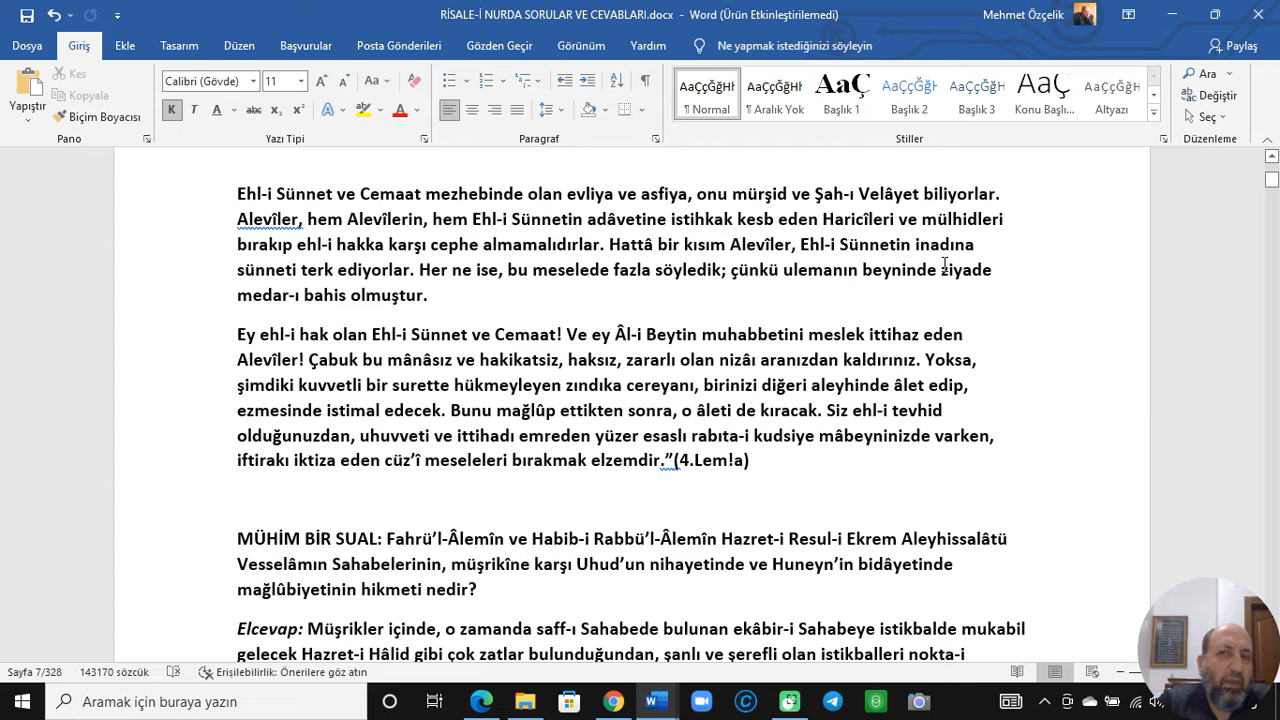 RİSALE-İ NURDA SORULAR VE CEVABLARI.docx - Word (Ürün Etkinleştirilemedi)
Mehmet Özçelik
Dosya Giriş Ekle Tasarım Düzen Başvurular Posta Gönderileri Gözden Geçir Görünüm Yardım Ne yapmak istediğinizi söyleyin Paylaş
Yapıştır
Kes
Kopyala
Biçim Boyacısı
Pano
Calibri (Gövde) 11
K T A abc A A
Yazı Tipi
Paragraf
AaÇçĞğHł AaÇçĞğHł AaÇ AaÇçĞğł AaÇçĞğHł AaÇçĞ AaÇçĞğHł
¶ Normal ¶ Aralık Yok Başlık 1 Başlık 2 Başlık 3 Konu Başlı... Altyazı
Stiller
Ara
Değiştir
Seç
Düzenleme
Ehl-i Sünnet ve Cemaat mezhebinde olan evliya ve asfiya, onu mürşid ve Şah-ı Velâyet biliyorlar.
Alevîler, hem Alevîlerin, hem Ehl-i Sünnetin adâvetine istihkak kesb eden Haricîleri ve mülhidleri
bırakıp ehl-i hakka karşı cephe almamalıdırlar. Hattâ bir kısım Alevîler, Ehl-i Sünnetin inadına
sünneti terk ediyorlar. Her ne ise, bu meselede fazla söyledik; çünkü ulemanın beyninde ziyade
medar-ı bahis olmuştur.
Ey ehl-i hak olan Ehl-i Sünnet ve Cemaat! Ve ey Âl-i Beytin muhabbetini meslek ittihaz eden
Alevîler! Çabuk bu mânâsız ve hakikatsiz, haksız, zararlı olan nizâı aranızdan kaldırınız. Yoksa,
şimdiki kuvvetli bir surette hükmeyleyen zındıka cereyanı, birinizi diğeri aleyhinde âlet edip,
ezmesinde istimal edecek. Bunu mağlûp ettikten sonra, o âleti de kıracak. Siz ehl-i tevhid
olduğunuzdan, uhuvveti ve ittihadı emreden yüzer esaslı rabıta-i kudsiye mâbeyninizde varken,
iftirakı iktiza eden cüz'î meseleleri bırakmak elzemdir.”(4.Lem!a)
MÜHİM BİR SUAL: Fahrü'l-Âlemîn ve Habib-i Rabbü'l-Âlemîn Hazret-i Resul-i Ekrem Aleyhissalâtü
Vesselâmın Sahabelerinin, müşrikîne karşı Uhud'un nihayetinde ve Huneyn'in bidâyetinde
mağlûbiyetinin hikmeti nedir?
Elcevap: Müşrikler içinde, o zamanda saff-ı Sahabede bulunan ekâbir-i Sahabeye istikbalde mukabil
gelecek Hazret-i Hâlid gibi çok zatlar bulunduğundan, şanlı ve şerefli olan istikballeri nokta-i
Sayfa 7/328 143170 sözcük Erişilebilirlik: Önerilere göz atın
Aramak için buraya yazın